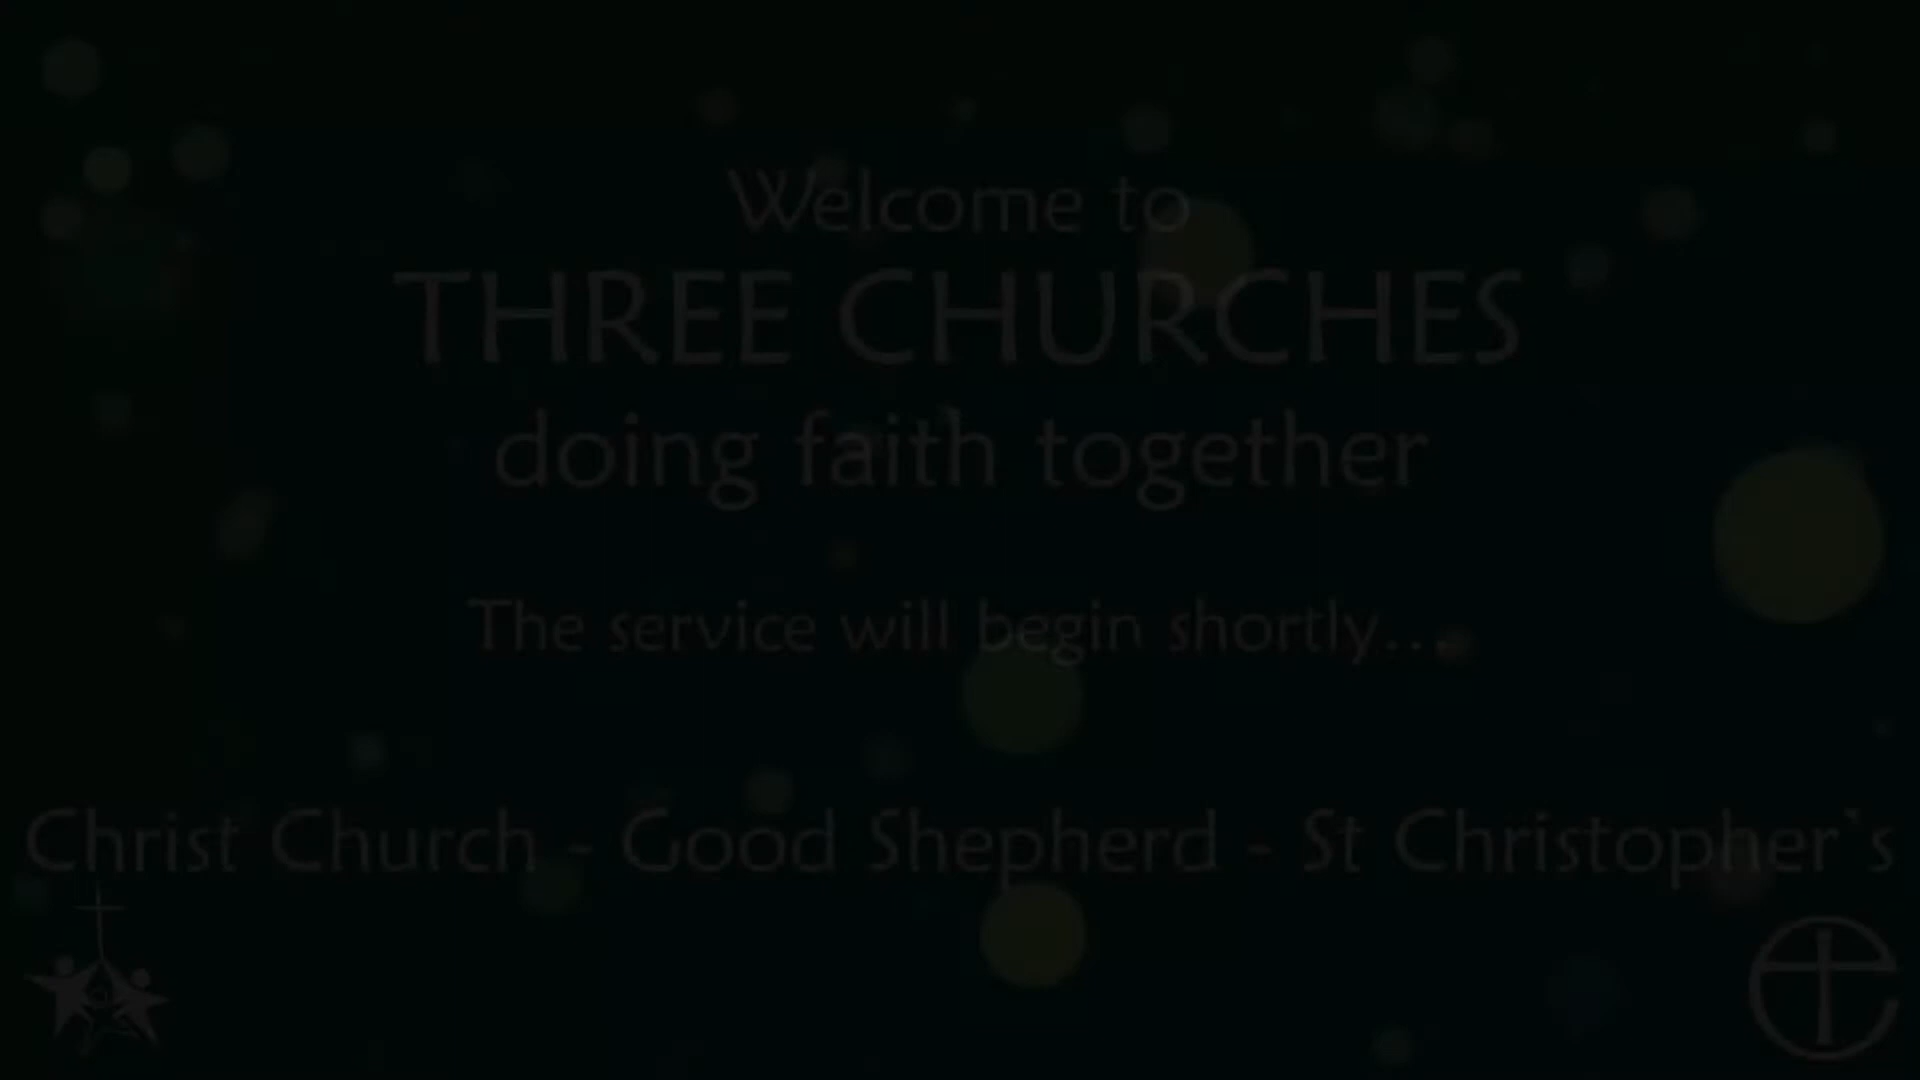 Welcome to
THREE CHURCHES
doing faith together
The service will begin shortly...
Christ Church - Good Shepherd - St Christopher's